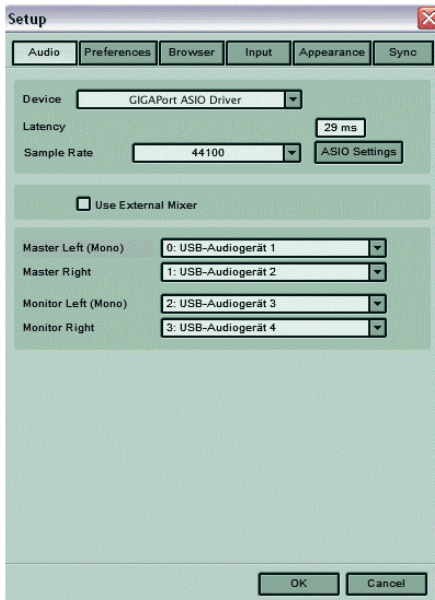 Setup
Audio Preferences Browser Input Appearance Sync
Device GIGAPort ASIO Driver
Latency 29 ms
Sample Rate 44100 ASIO Settings
Use External Mixer
Master Left (Mono) 0: USB-Audiogerät 1
Master Right 1: USB-Audiogerät 2
Monitor Left (Mono) 2: USB-Audiogerät 3
Monitor Right 3: USB-Audiogerät 4
OK Cancel